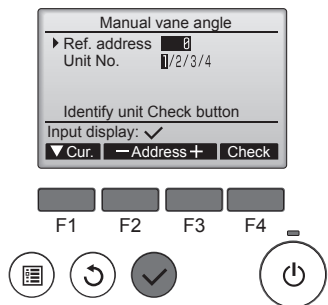 Manual vane angle
Ref. address 0
Unit No. 1/2/3/4
Identify unit Check button
Input display: ✓
▼ Cur. − Address + Check
F1 F2 F3 F4